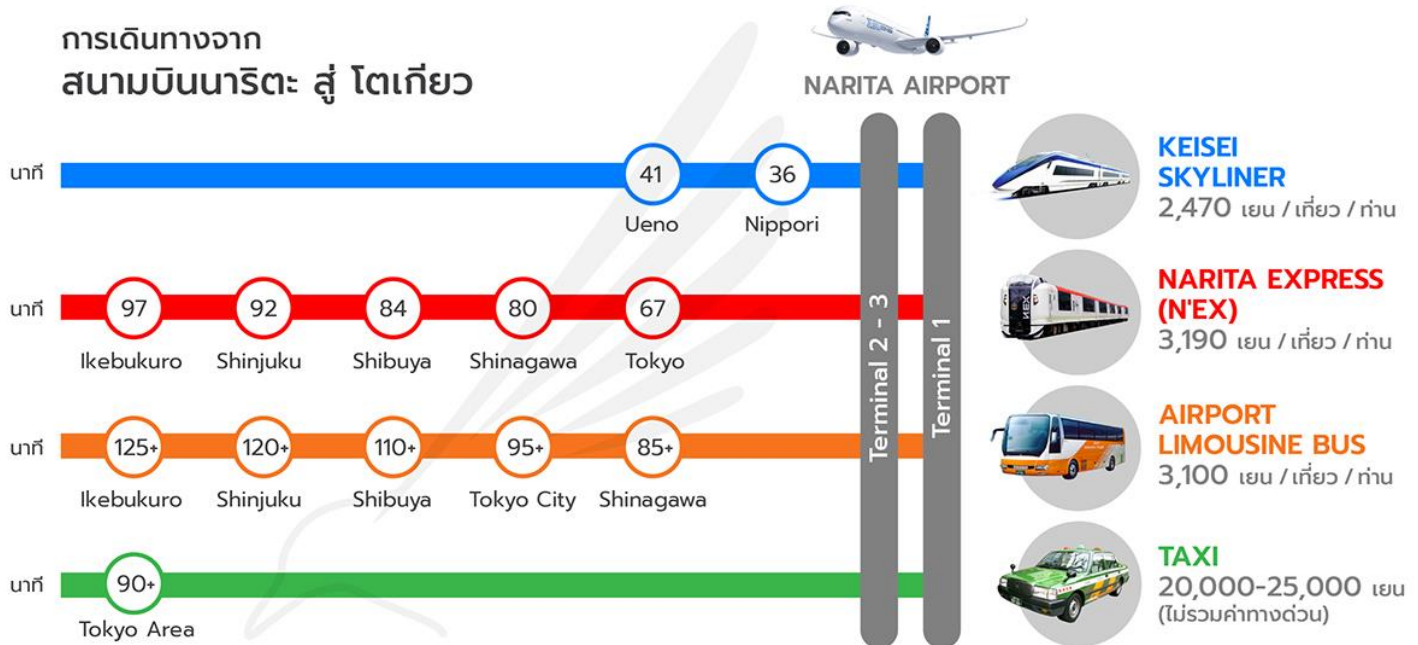 การเดินทางจาก
สนามบินนาริตะ สู่ โตเกียว
NARITA AIRPORT
Terminal 2 - 3
Terminal 1
นาที
41
36
Ueno
Nippori
KEISEI
SKYLINER
2,470 เยน / เที่ยว / ท่าน
นาที
97
92
84
80
67
Ikebukuro
Shinjuku
Shibuya
Shinagawa
Tokyo
N'EX
NARITA EXPRESS
(N'EX)
3,190 เยน / เที่ยว / ท่าน
นาที
125+
120+
110+
95+
85+
Ikebukuro
Shinjuku
Shibuya
Tokyo City
Shinagawa
AIRPORT
LIMOUSINE BUS
3,100 เยน / เที่ยว / ท่าน
นาที
90+
Tokyo Area
TAXI
20,000-25,000 เยน
(ไม่รวมค่าทางด่วน)